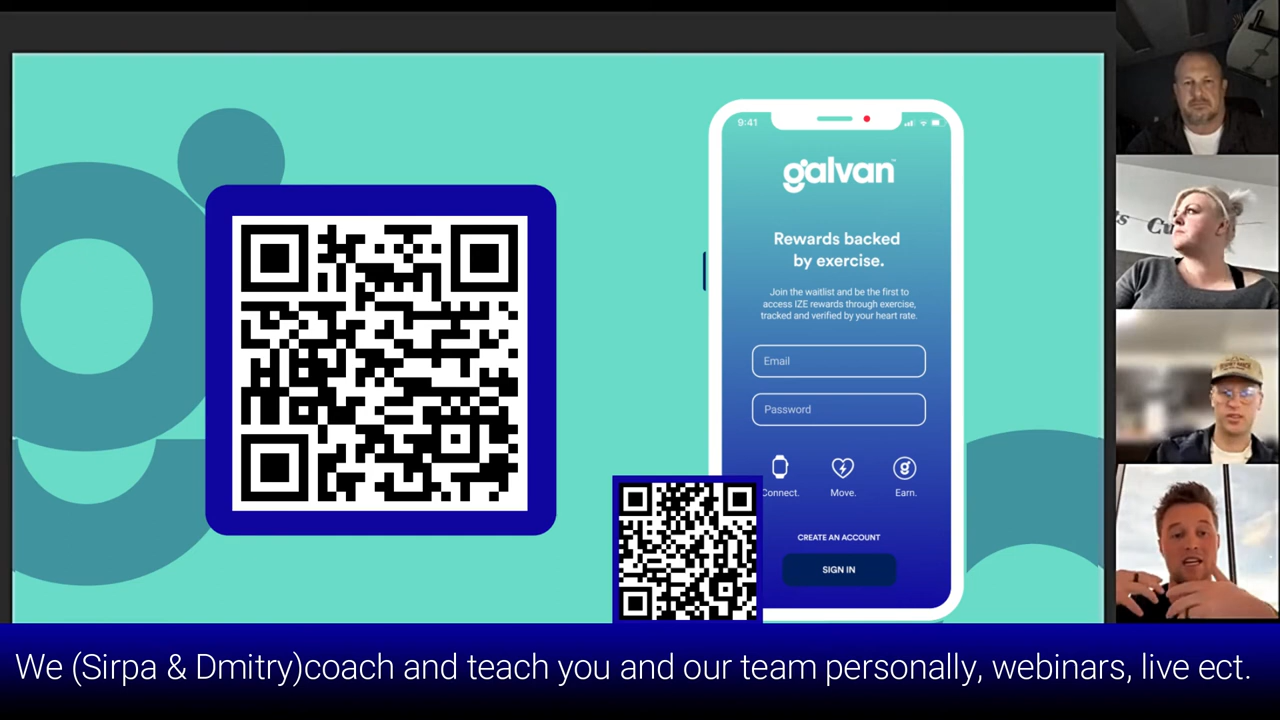 9:41
galvan™
Rewards backed
by exercise.
Join the waitlist and be the first to
access IZE rewards through exercise,
tracked and verified by your heart rate.
Email
Password
Connect.
Move.
Earn.
CREATE AN ACCOUNT
SIGN IN
We (Sirpa & Dmitry)coach and teach you and our team personally, webinars, live ect.